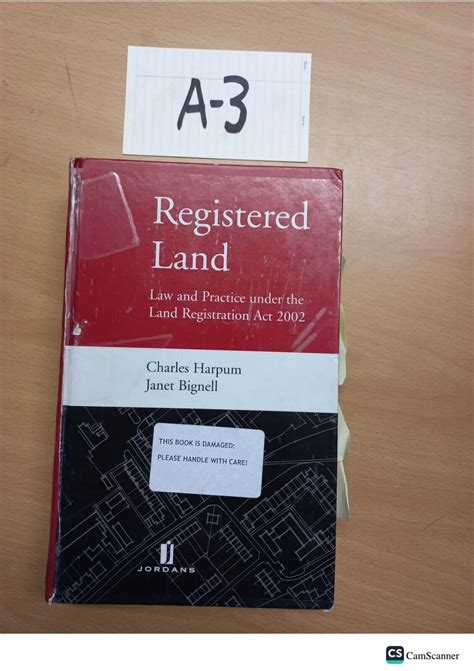 A-3
Registered
Land
Law and Practice under the
Land Registration Act 2002
Charles Harpum
Janet Bignell
THIS BOOK IS DAMAGED;
PLEASE HANDLE WITH CARE!
JORDANS
CS CamScanner